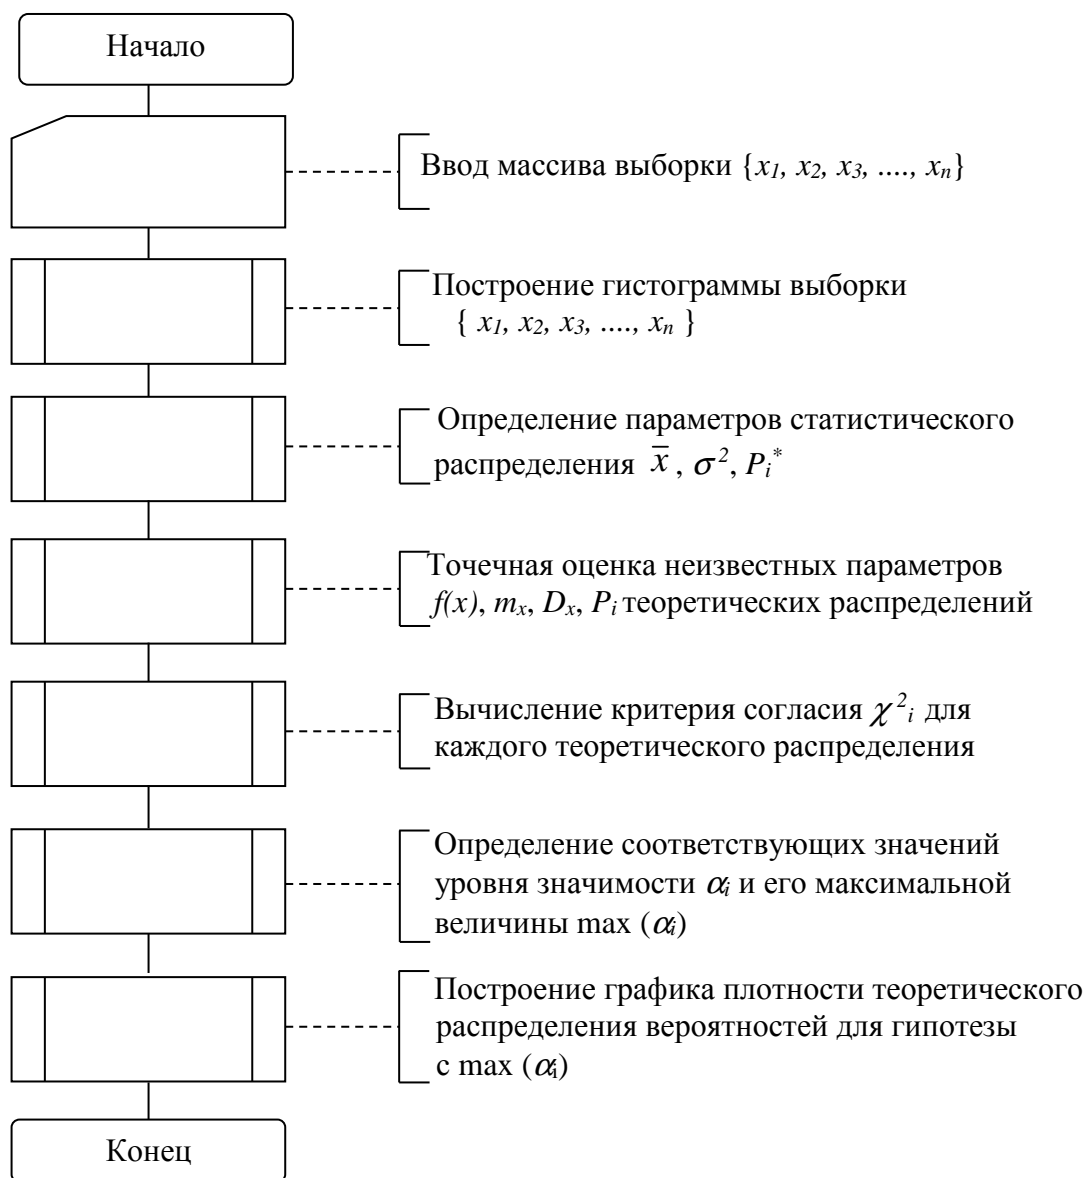 Начало
Ввод массива выборки {x₁, x₂, x₃, ...., xₙ}
Построение гистограммы выборки
{ x₁, x₂, x₃, ...., xₙ }
Определение параметров статистического
распределения x̅ , σ², Pᵢ*
Точечная оценка неизвестных параметров
f(x), mₓ, Dₓ, Pᵢ теоретических распределений
Вычисление критерия согласия χ²ᵢ для
каждого теоретического распределения
Определение соответствующих значений
уровня значимости αᵢ и его максимальной
величины max (αᵢ)
Построение графика плотности теоретического
распределения вероятностей для гипотезы
с max (αᵢ)
Конец